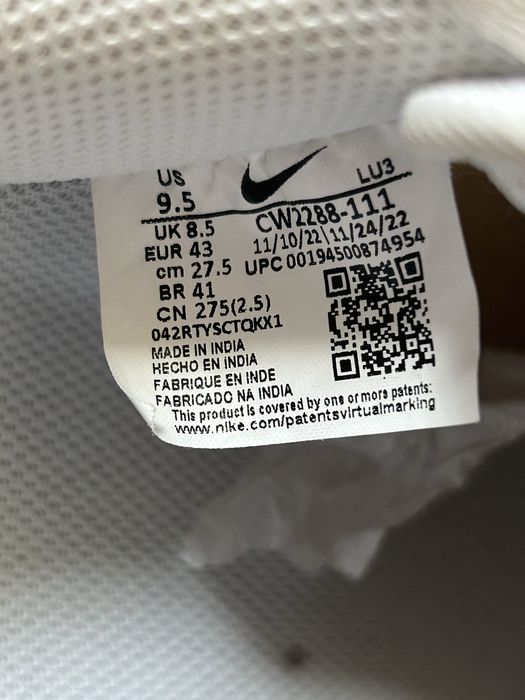 US LU3
9.5
UK 8.5 CW2288-111
EUR 43 11/10/22\11/24/22
cm 27.5 UPC 00194500874954
BR 41
CN 275(2.5)
042RTYSCTQKX1
MADE IN INDIA
HECHO EN INDIA
FABRIQUE EN INDE
FABRICADO NA INDIA
This product is covered by one or more patents:
www.nike.com/patentsvirtualmarking